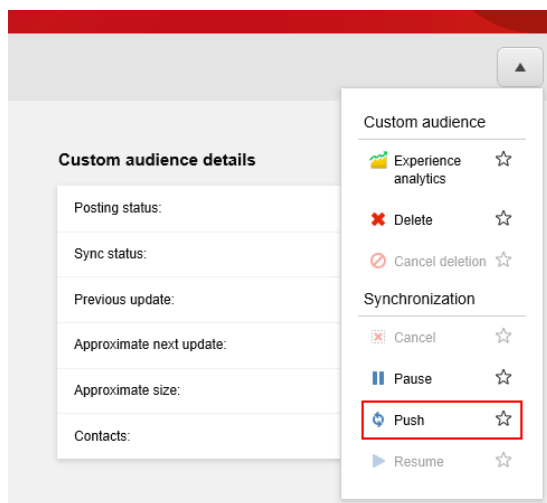 Custom audience details
Posting status:
Sync status:
Previous update:
Approximate next update:
Approximate size:
Contacts:
Custom audience
Experience
analytics
Delete
Cancel deletion
Synchronization
Cancel
Pause
Push
Resume